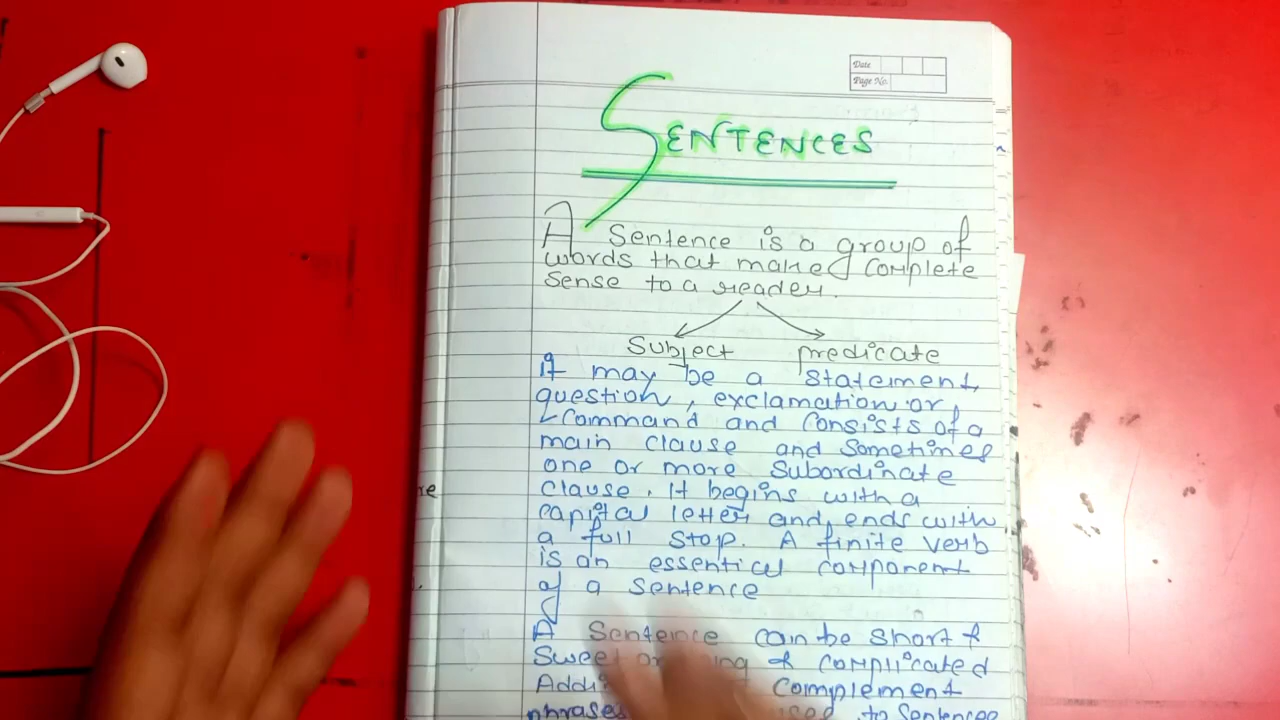 Date
Page No.
SENTENCES
A Sentence is a group of
words that make complete
sense to a reader.
Subject predicate
it may be a statement,
question, exclamation or
command and consists of a
main clause and sometimes
one or more subordinate
clause. It begins with a
re
capital letter and ends with
a full stop. A finite verb
is an essentical component
of a sentence
A Sentence can be short &
Sweet or & complicated
complement
phrases to sentences